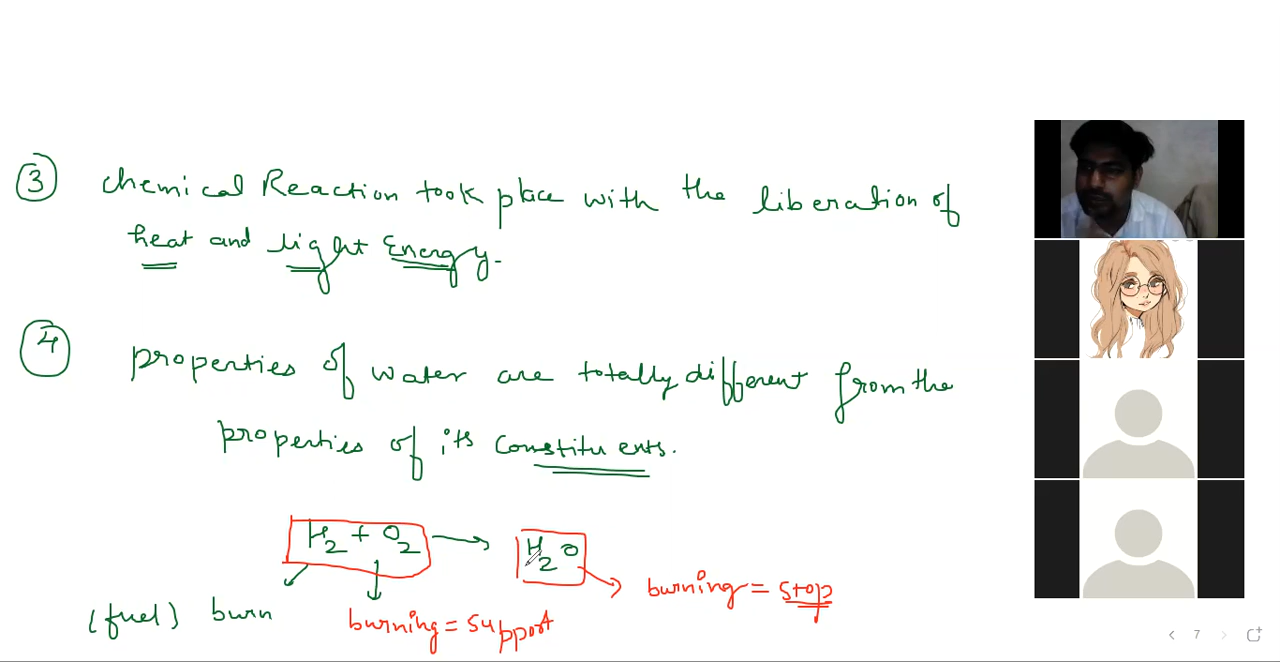 ③ chemical Reaction took place with the liberation of
heat and light Energy.
④ properties of water are totally different from the
properties of its constituents.
H2 + O2 → H2O
burning = stop
(fuel) burn
burning = support
7